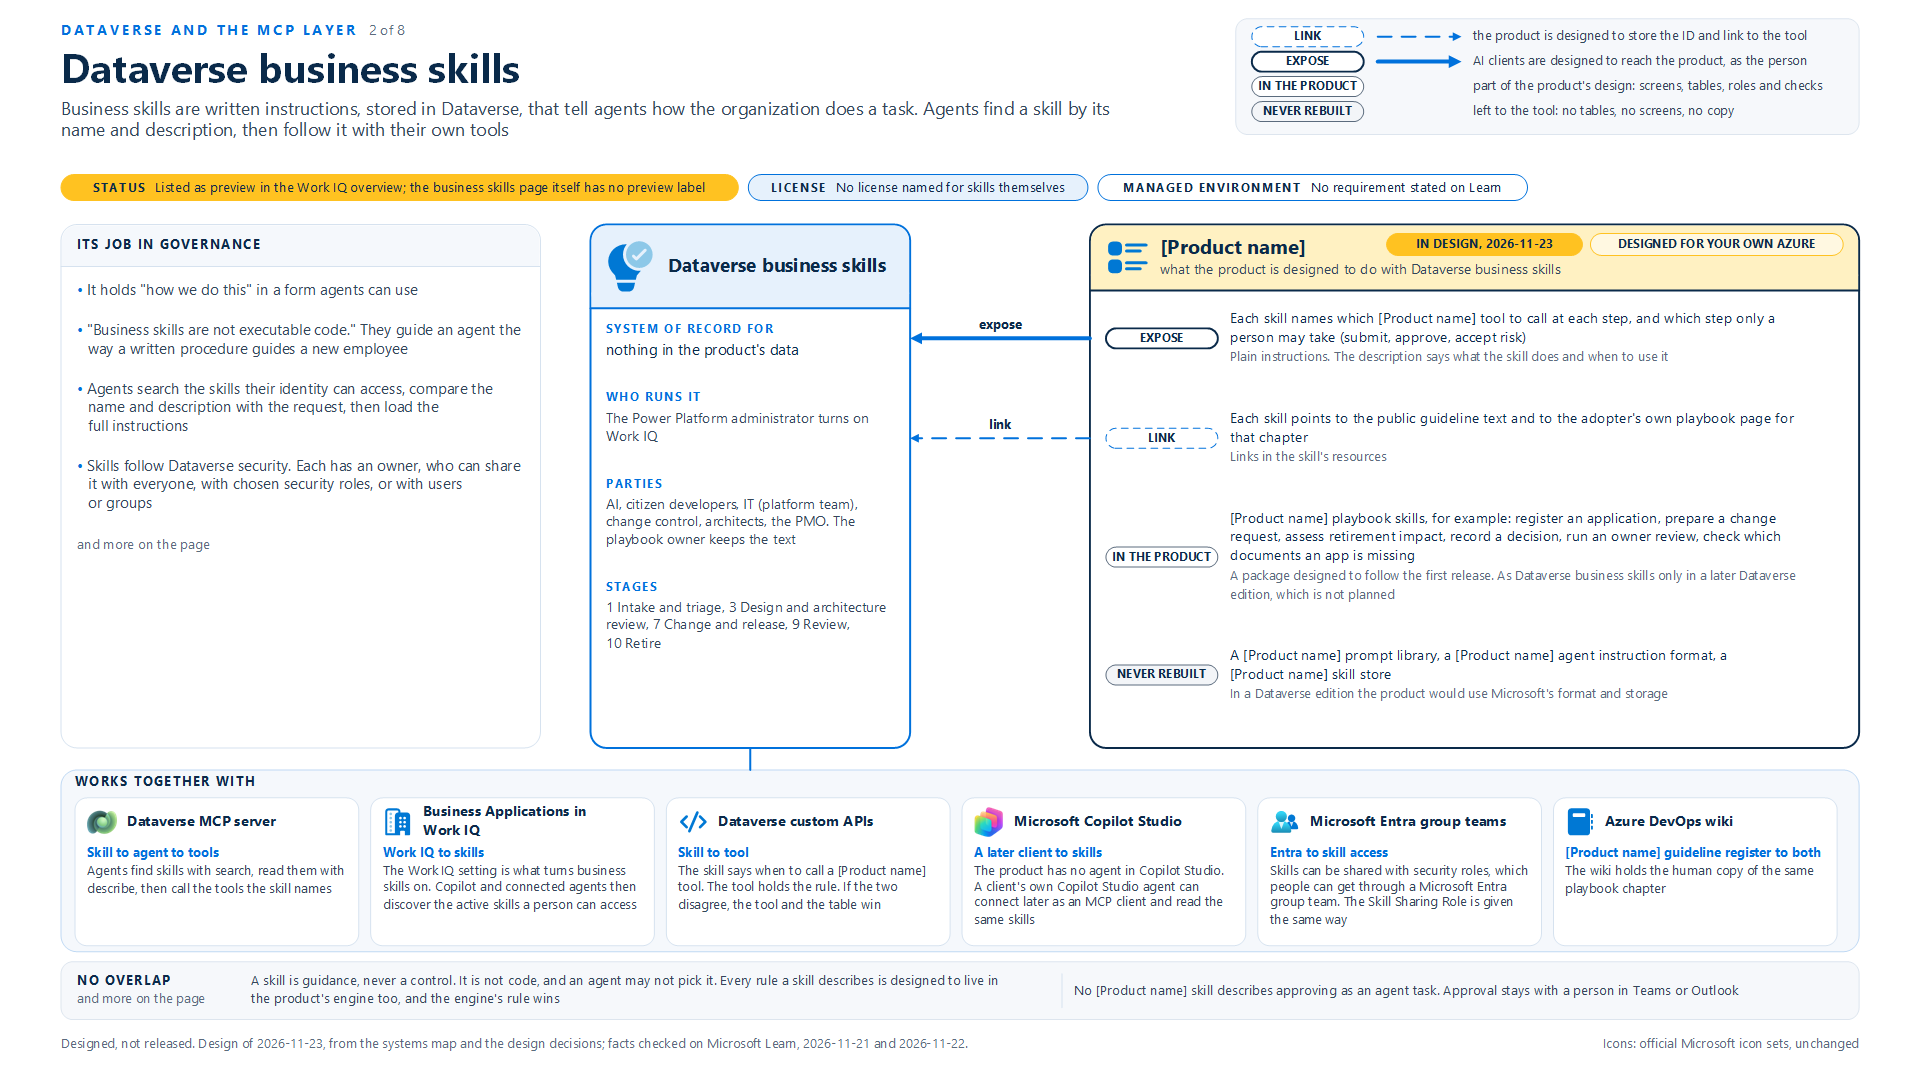 DATAVERSE AND THE MCP LAYER 2 of 8
Dataverse business skills
Business skills are written instructions, stored in Dataverse, that tell agents how the organization does a task. Agents find a skill by its
name and description, then follow it with their own tools
LINK the product is designed to store the ID and link to the tool
EXPOSE AI clients are designed to reach the product, as the person
IN THE PRODUCT part of the product's design: screens, tables, roles and checks
NEVER REBUILT left to the tool: no tables, no screens, no copy
STATUS Listed as preview in the Work IQ overview; the business skills page itself has no preview label
LICENSE No license named for skills themselves
MANAGED ENVIRONMENT No requirement stated on Learn
ITS JOB IN GOVERNANCE
• It holds "how we do this" in a form agents can use
• "Business skills are not executable code." They guide an agent the
way a written procedure guides a new employee
• Agents search the skills their identity can access, compare the
name and description with the request, then load the
full instructions
• Skills follow Dataverse security. Each has an owner, who can share
it with everyone, with chosen security roles, or with users
or groups
and more on the page
Dataverse business skills
SYSTEM OF RECORD FOR
nothing in the product's data
WHO RUNS IT
The Power Platform administrator turns on
Work IQ
PARTIES
AI, citizen developers, IT (platform team),
change control, architects, the PMO. The
playbook owner keeps the text
STAGES
1 Intake and triage, 3 Design and architecture
review, 7 Change and release, 9 Review,
10 Retire
expose
link
[Product name]
IN DESIGN, 2026-11-23
DESIGNED FOR YOUR OWN AZURE
what the product is designed to do with Dataverse business skills
EXPOSE
Each skill names which [Product name] tool to call at each step, and which step only a
person may take (submit, approve, accept risk)
Plain instructions. The description says what the skill does and when to use it
LINK
Each skill points to the public guideline text and to the adopter's own playbook page for
that chapter
Links in the skill's resources
IN THE PRODUCT
[Product name] playbook skills, for example: register an application, prepare a change
request, assess retirement impact, record a decision, run an owner review, check which
documents an app is missing
A package designed to follow the first release. As Dataverse business skills only in a later Dataverse
edition, which is not planned
NEVER REBUILT
A [Product name] prompt library, a [Product name] agent instruction format, a
[Product name] skill store
In a Dataverse edition the product would use Microsoft's format and storage
WORKS TOGETHER WITH
Dataverse MCP server
Skill to agent to tools
Agents find skills with search, read them with
describe, then call the tools the skill names
Business Applications in
Work IQ
Work IQ to skills
The Work IQ setting is what turns business
skills on. Copilot and connected agents then
discover the active skills a person can access
Dataverse custom APIs
Skill to tool
The skill says when to call a [Product name]
tool. The tool holds the rule. If the two
disagree, the tool and the table win
Microsoft Copilot Studio
A later client to skills
The product has no agent in Copilot Studio.
A client's own Copilot Studio agent can
connect later as an MCP client and read the
same skills
Microsoft Entra group teams
Entra to skill access
Skills can be shared with security roles, which
people can get through a Microsoft Entra
group team. The Skill Sharing Role is given
the same way
Azure DevOps wiki
[Product name] guideline register to both
The wiki holds the human copy of the same
playbook chapter
NO OVERLAP
and more on the page
A skill is guidance, never a control. It is not code, and an agent may not pick it. Every rule a skill describes is designed to live in
the product's engine too, and the engine's rule wins
No [Product name] skill describes approving as an agent task. Approval stays with a person in Teams or Outlook
Designed, not released. Design of 2026-11-23, from the systems map and the design decisions; facts checked on Microsoft Learn, 2026-11-21 and 2026-11-22.
Icons: official Microsoft icon sets, unchanged